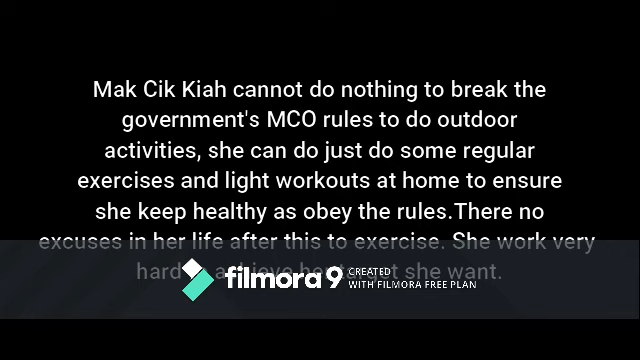 Mak Cik Kiah cannot do nothing to break the
government's MCO rules to do outdoor
activities, she can do just do some regular
exercises and light workouts at home to ensure
she keep healthy as obey the rules.There no
excuses in her life after this to exercise. She work very
hard to achieve her target she want.
filmora 9 CREATED
WITH FILMORA FREE PLAN